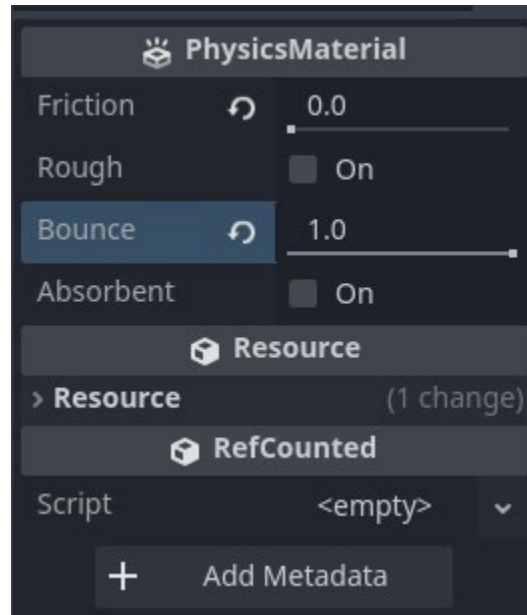 PhysicsMaterial
Friction 0.0
Rough On
Bounce 1.0
Absorbent On
Resource
> Resource (1 change)
RefCounted
Script <empty>
+ Add Metadata